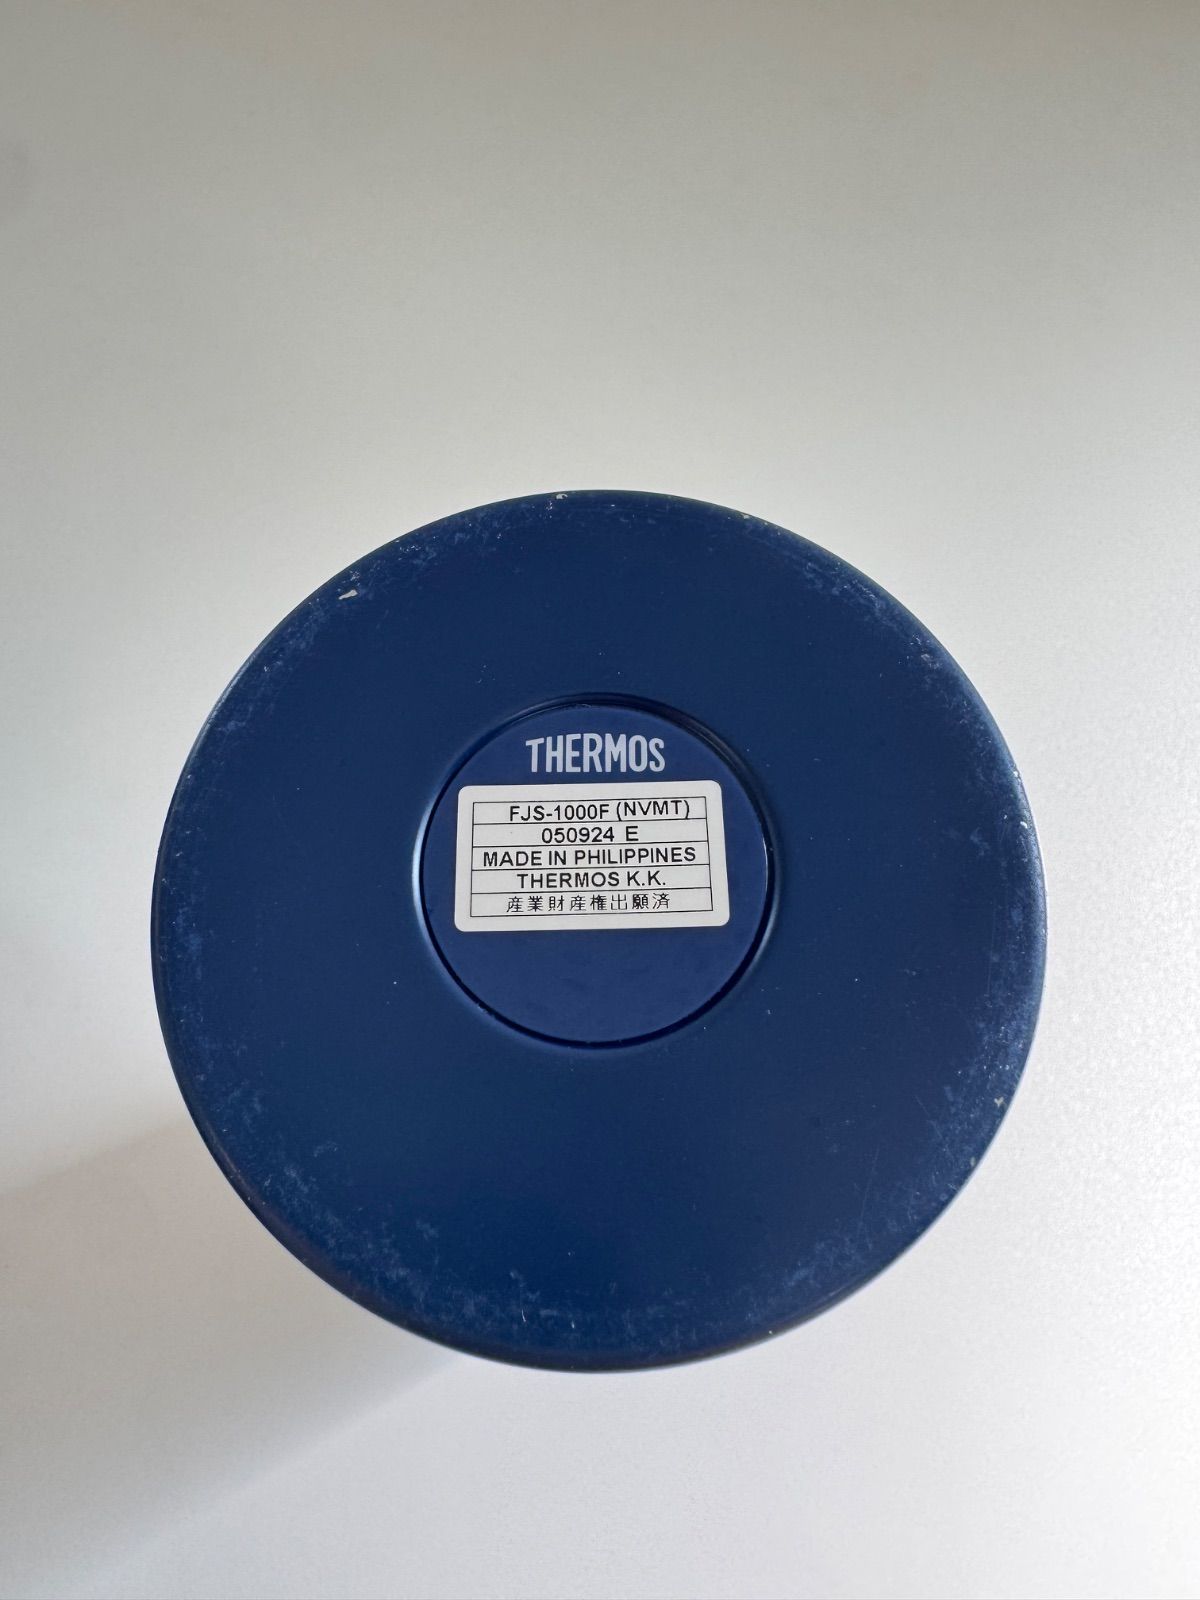 THERMOS
FJS-1000F (NVMT)
050924 E
MADE IN PHILIPPINES
THERMOS K.K.
産業財産権出願済